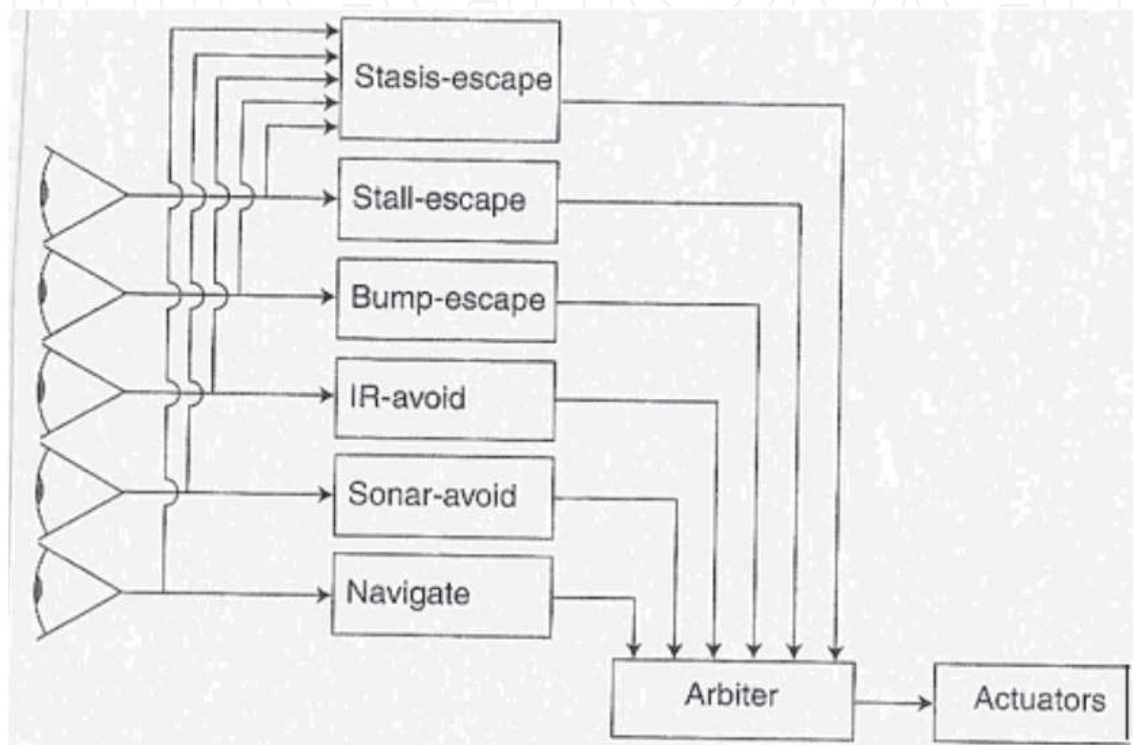 Stasis-escape
Stall-escape
Bump-escape
IR-avoid
Sonar-avoid
Navigate
Arbiter
Actuators